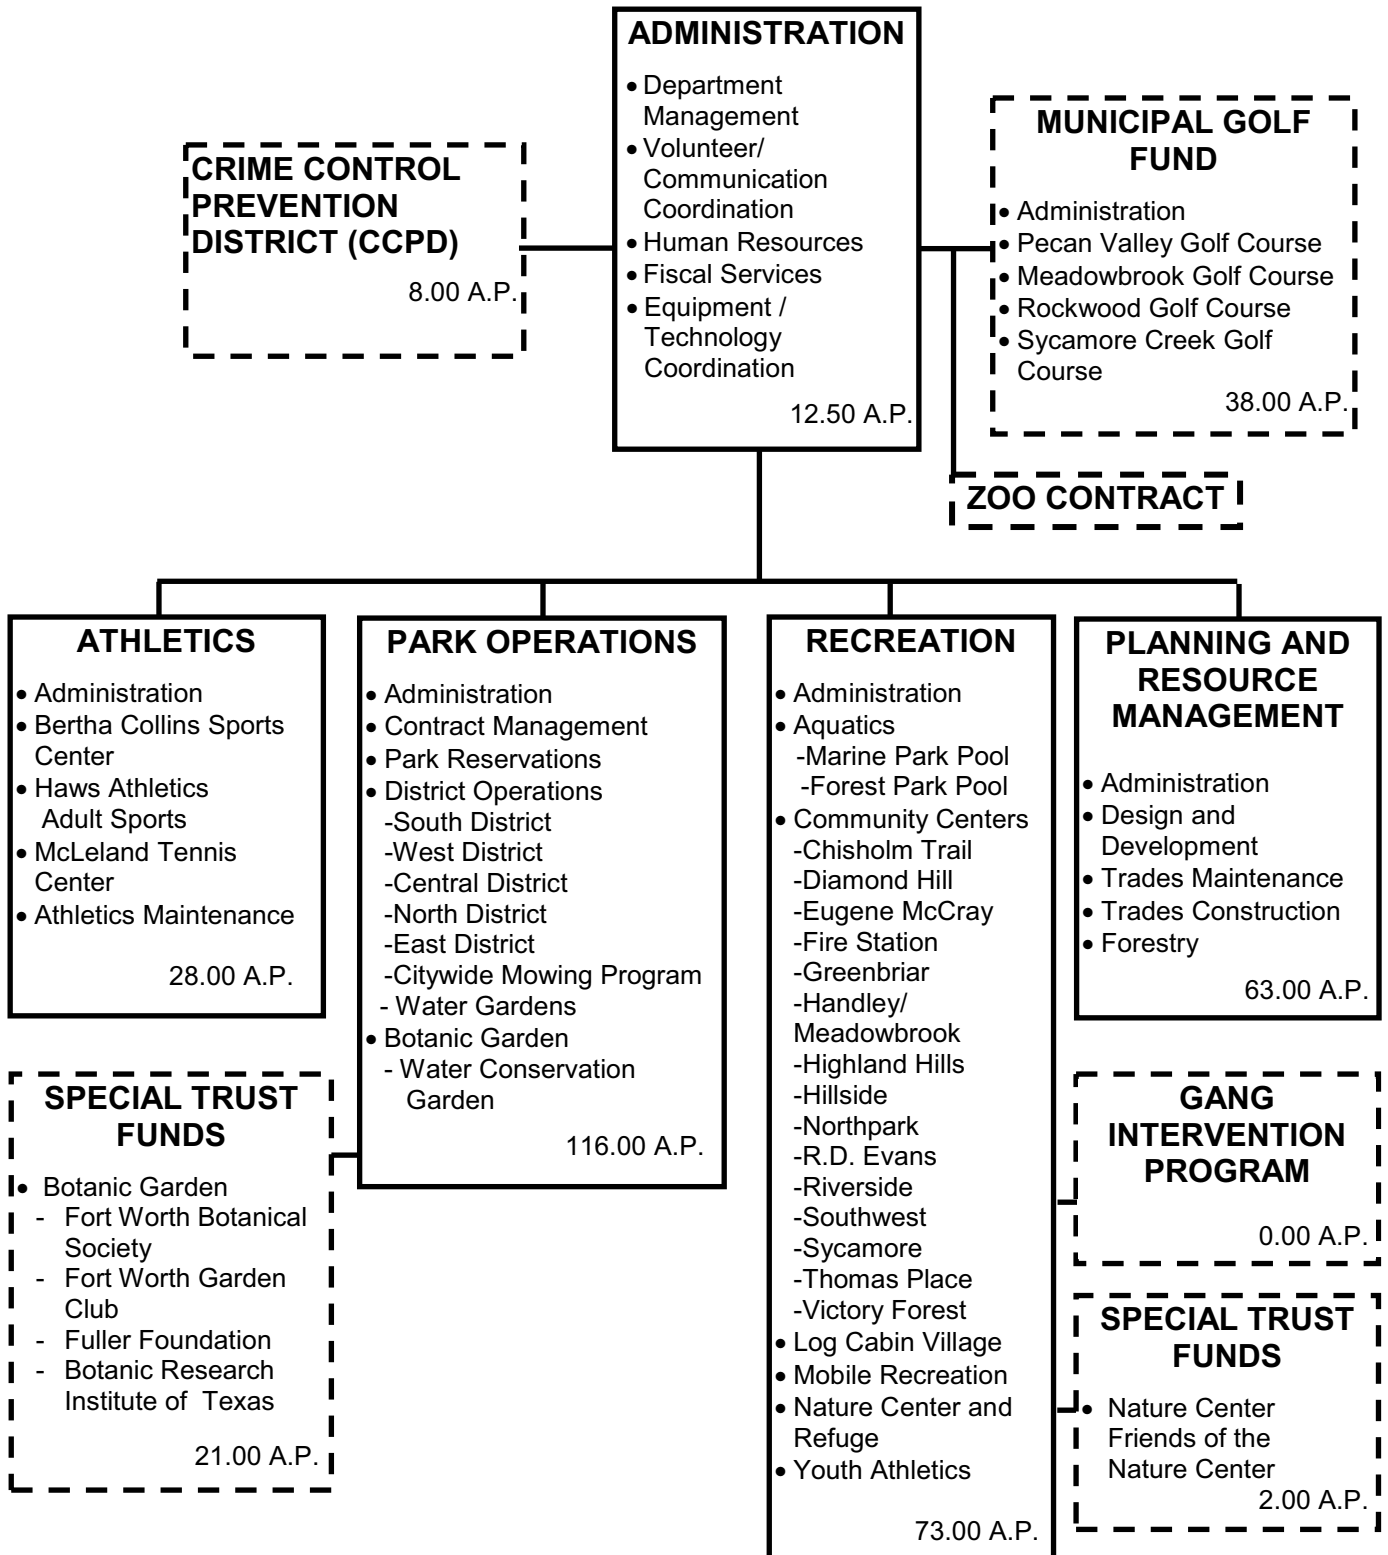 ADMINISTRATION
• Department
Management
• Volunteer/
Communication
Coordination
• Human Resources
• Fiscal Services
• Equipment /
Technology
Coordination
12.50 A.P.
CRIME CONTROL
PREVENTION
DISTRICT (CCPD)
8.00 A.P.
MUNICIPAL GOLF
FUND
• Administration
• Pecan Valley Golf Course
• Meadowbrook Golf Course
• Rockwood Golf Course
• Sycamore Creek Golf
Course
38.00 A.P.
ZOO CONTRACT
ATHLETICS
• Administration
• Bertha Collins Sports
Center
• Haws Athletics
Adult Sports
• McLeland Tennis
Center
• Athletics Maintenance
28.00 A.P.
PARK OPERATIONS
• Administration
• Contract Management
• Park Reservations
• District Operations
-South District
-West District
-Central District
-North District
-East District
-Citywide Mowing Program
- Water Gardens
• Botanic Garden
- Water Conservation
Garden
116.00 A.P.
RECREATION
• Administration
• Aquatics
-Marine Park Pool
-Forest Park Pool
• Community Centers
-Chisholm Trail
-Diamond Hill
-Eugene McCray
-Fire Station
-Greenbriar
-Handley/
Meadowbrook
-Highland Hills
-Hillside
-Northpark
-R.D. Evans
-Riverside
-Southwest
-Sycamore
-Thomas Place
-Victory Forest
• Log Cabin Village
• Mobile Recreation
• Nature Center and
Refuge
• Youth Athletics
73.00 A.P.
PLANNING AND
RESOURCE
MANAGEMENT
• Administration
• Design and
Development
• Trades Maintenance
• Trades Construction
• Forestry
63.00 A.P.
SPECIAL TRUST
FUNDS
• Botanic Garden
- Fort Worth Botanical
Society
- Fort Worth Garden
Club
- Fuller Foundation
- Botanic Research
Institute of Texas
21.00 A.P.
GANG
INTERVENTION
PROGRAM
0.00 A.P.
SPECIAL TRUST
FUNDS
• Nature Center
Friends of the
Nature Center
2.00 A.P.